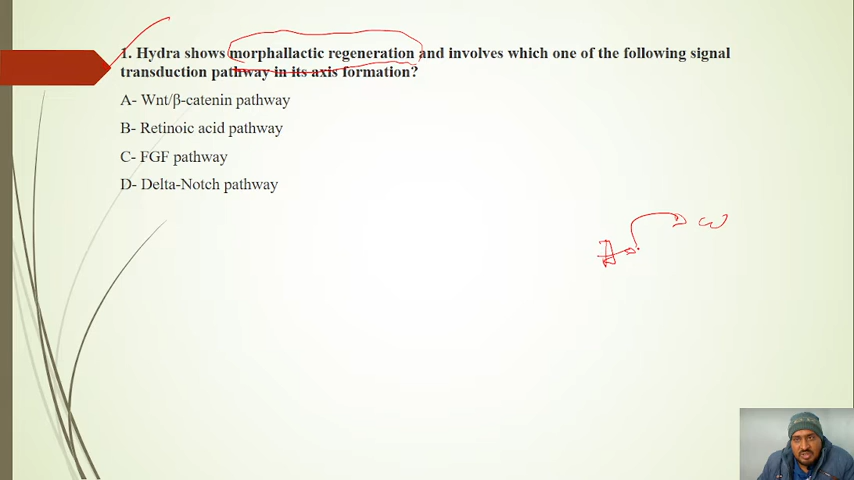 1. Hydra shows morphallactic regeneration and involves which one of the following signal
transduction pathway in its axis formation?
A- Wnt/β-catenin pathway
B- Retinoic acid pathway
C- FGF pathway
D- Delta-Notch pathway